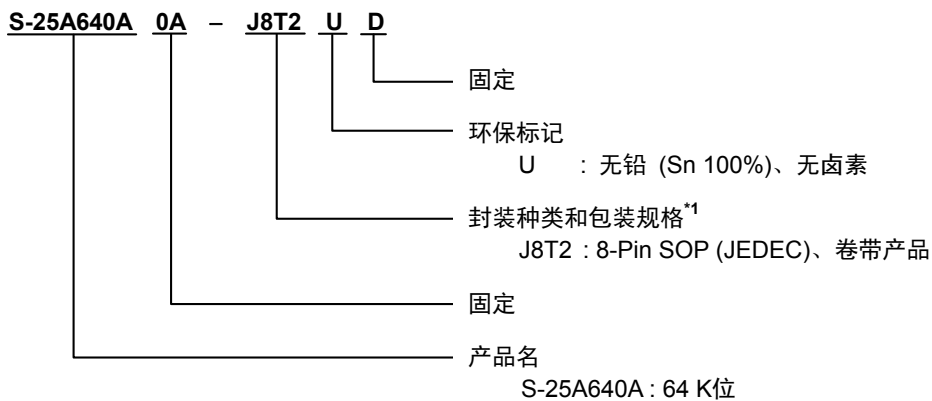 S-25A640A 0A – J8T2 U D
固定
环保标记
U : 无铅 (Sn 100%)、无卤素
封装种类和包装规格*1
J8T2 : 8-Pin SOP (JEDEC)、卷带产品
固定
产品名
S-25A640A : 64 K位